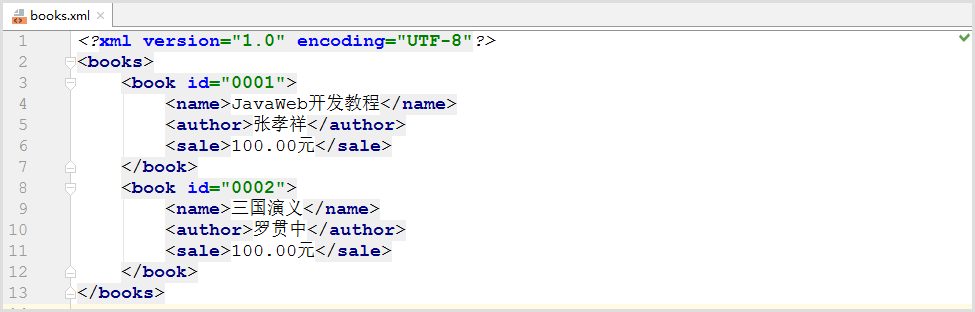 books.xml
1 <?xml version="1.0" encoding="UTF-8"?>
2 <books>
3     <book id="0001">
4         <name>JavaWeb开发教程</name>
5         <author>张孝祥</author>
6         <sale>100.00元</sale>
7     </book>
8     <book id="0002">
9         <name>三国演义</name>
10         <author>罗贯中</author>
11         <sale>100.00元</sale>
12     </book>
13 </books>